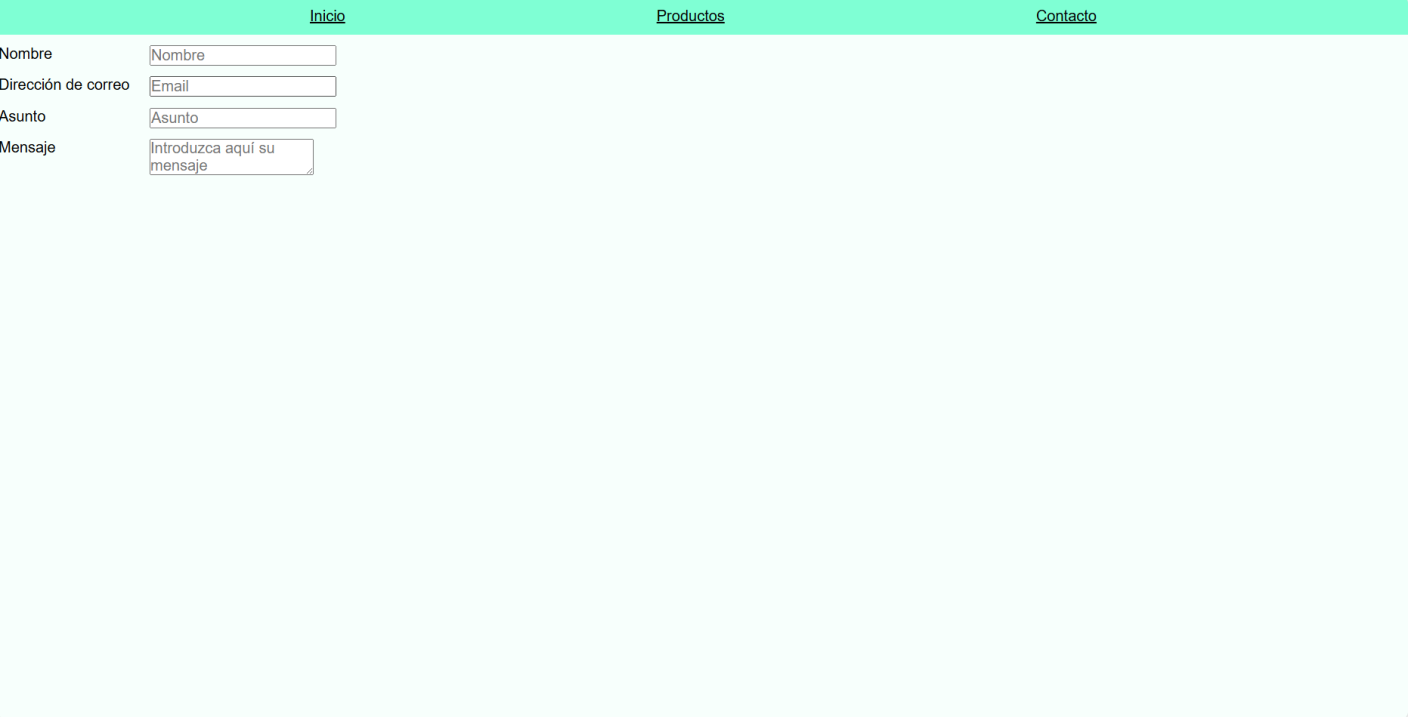 Inicio Productos Contacto
Nombre Nombre
Dirección de correo Email
Asunto Asunto
Mensaje Introduzca aquí su
mensaje